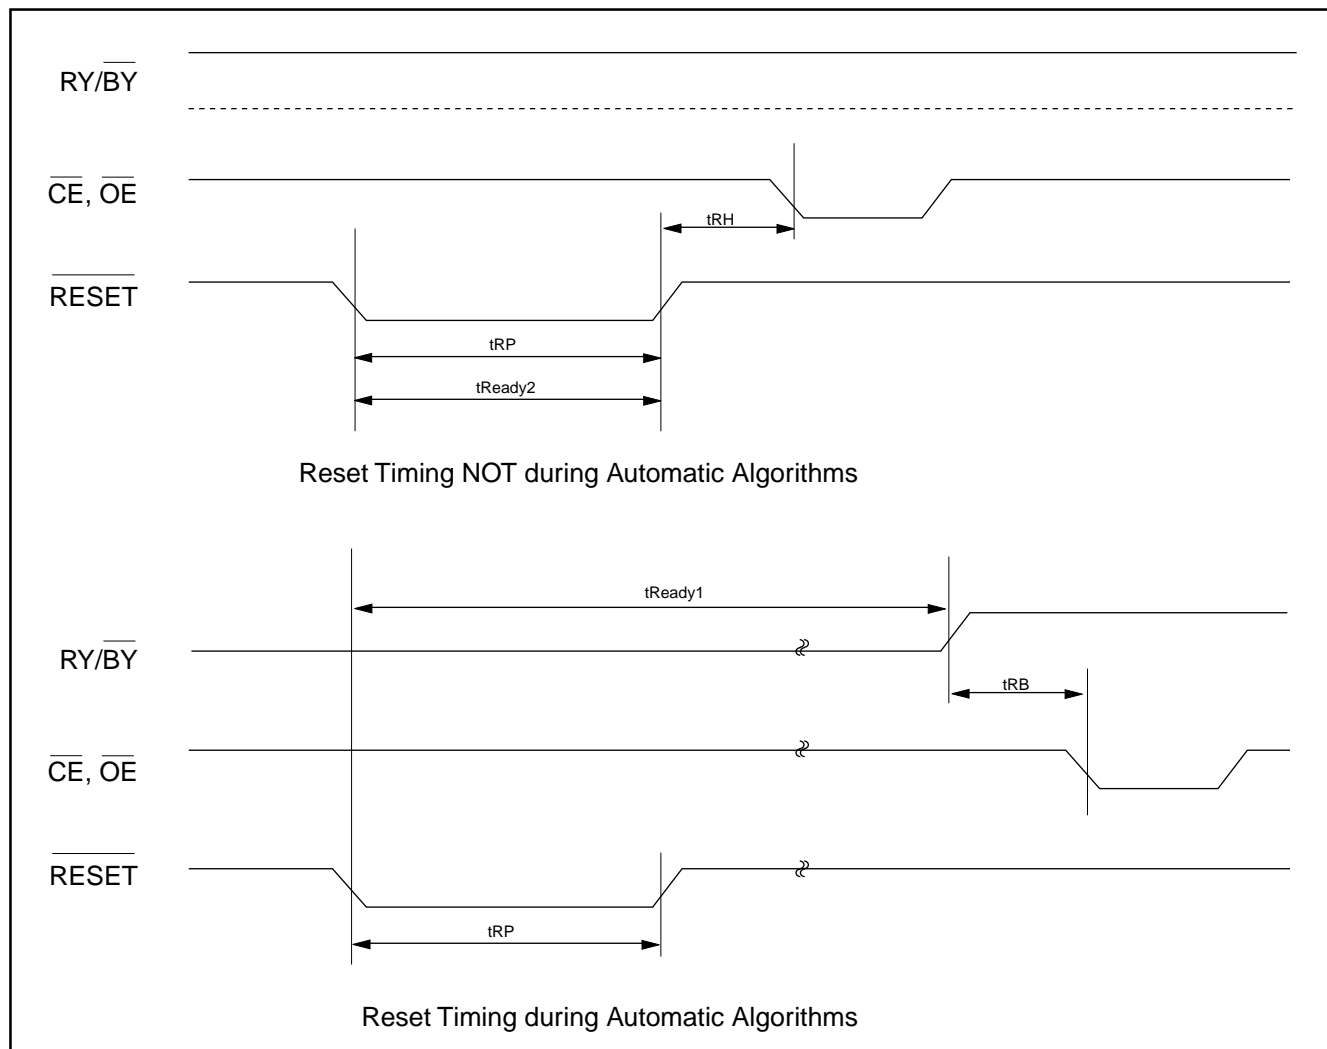 RY/BY
CE, OE
tRH
RESET
tRP
tReady2
Reset Timing NOT during Automatic Algorithms
tReady1
RY/BY
tRB
CE, OE
RESET
tRP
Reset Timing during Automatic Algorithms